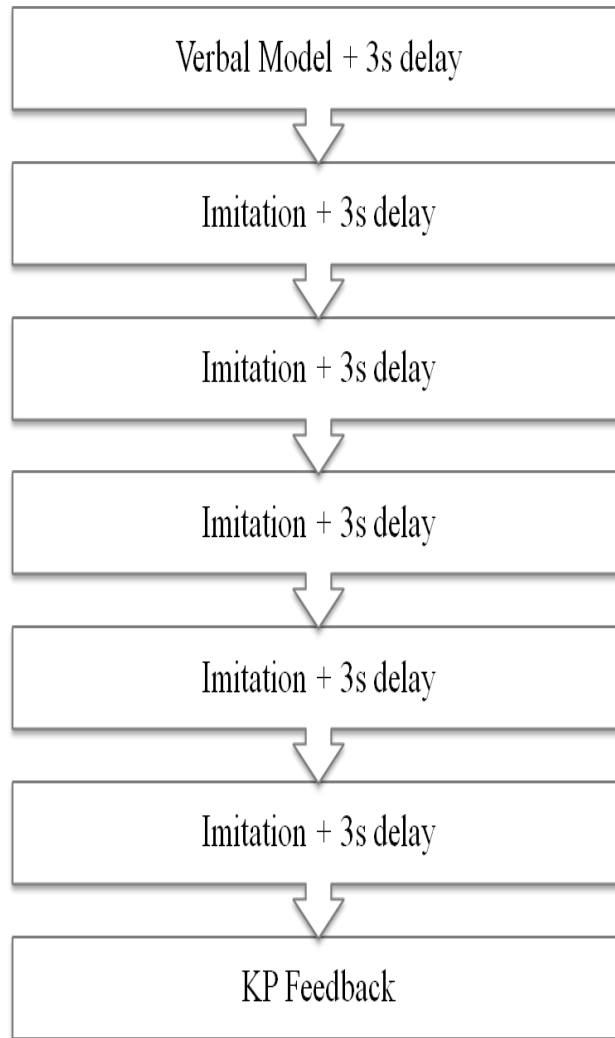 Verbal Model + 3s delay
Imitation + 3s delay
Imitation + 3s delay
Imitation + 3s delay
Imitation + 3s delay
Imitation + 3s delay
KP Feedback